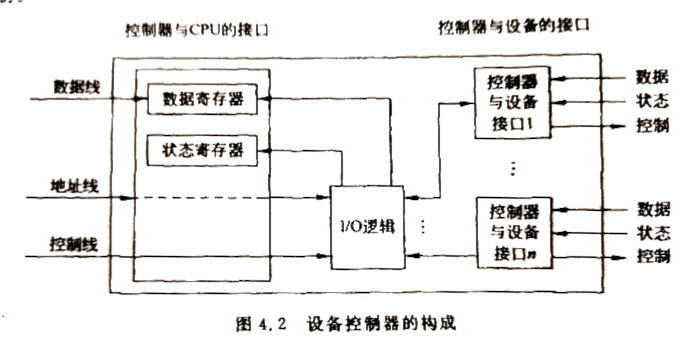 控制器与CPU的接口
控制器与设备的接口
数据线
数据寄存器
状态寄存器
地址线
控制线
I/O逻辑
控制器
与设备
接口1
数据
状态
控制
⋮
⋮
控制器
与设备
接口n
数据
状态
控制
图 4.2 设备控制器的构成